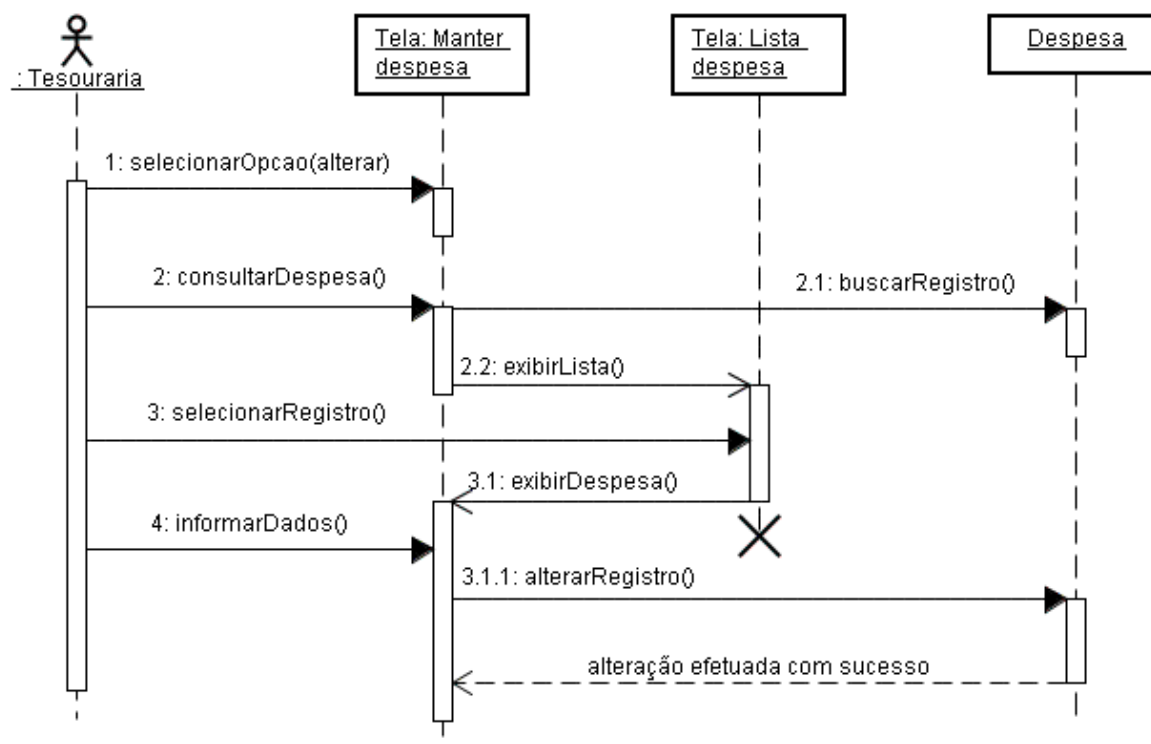 : Tesouraria
Tela: Manter
despesa
Tela: Lista
despesa
Despesa
1: selecionarOpcao(alterar)
2: consultarDespesa()
2.1: buscarRegistro()
2.2: exibirLista()
3: selecionarRegistro()
3.1: exibirDespesa()
4: informarDados()
3.1.1: alterarRegistro()
alteração efetuada com sucesso